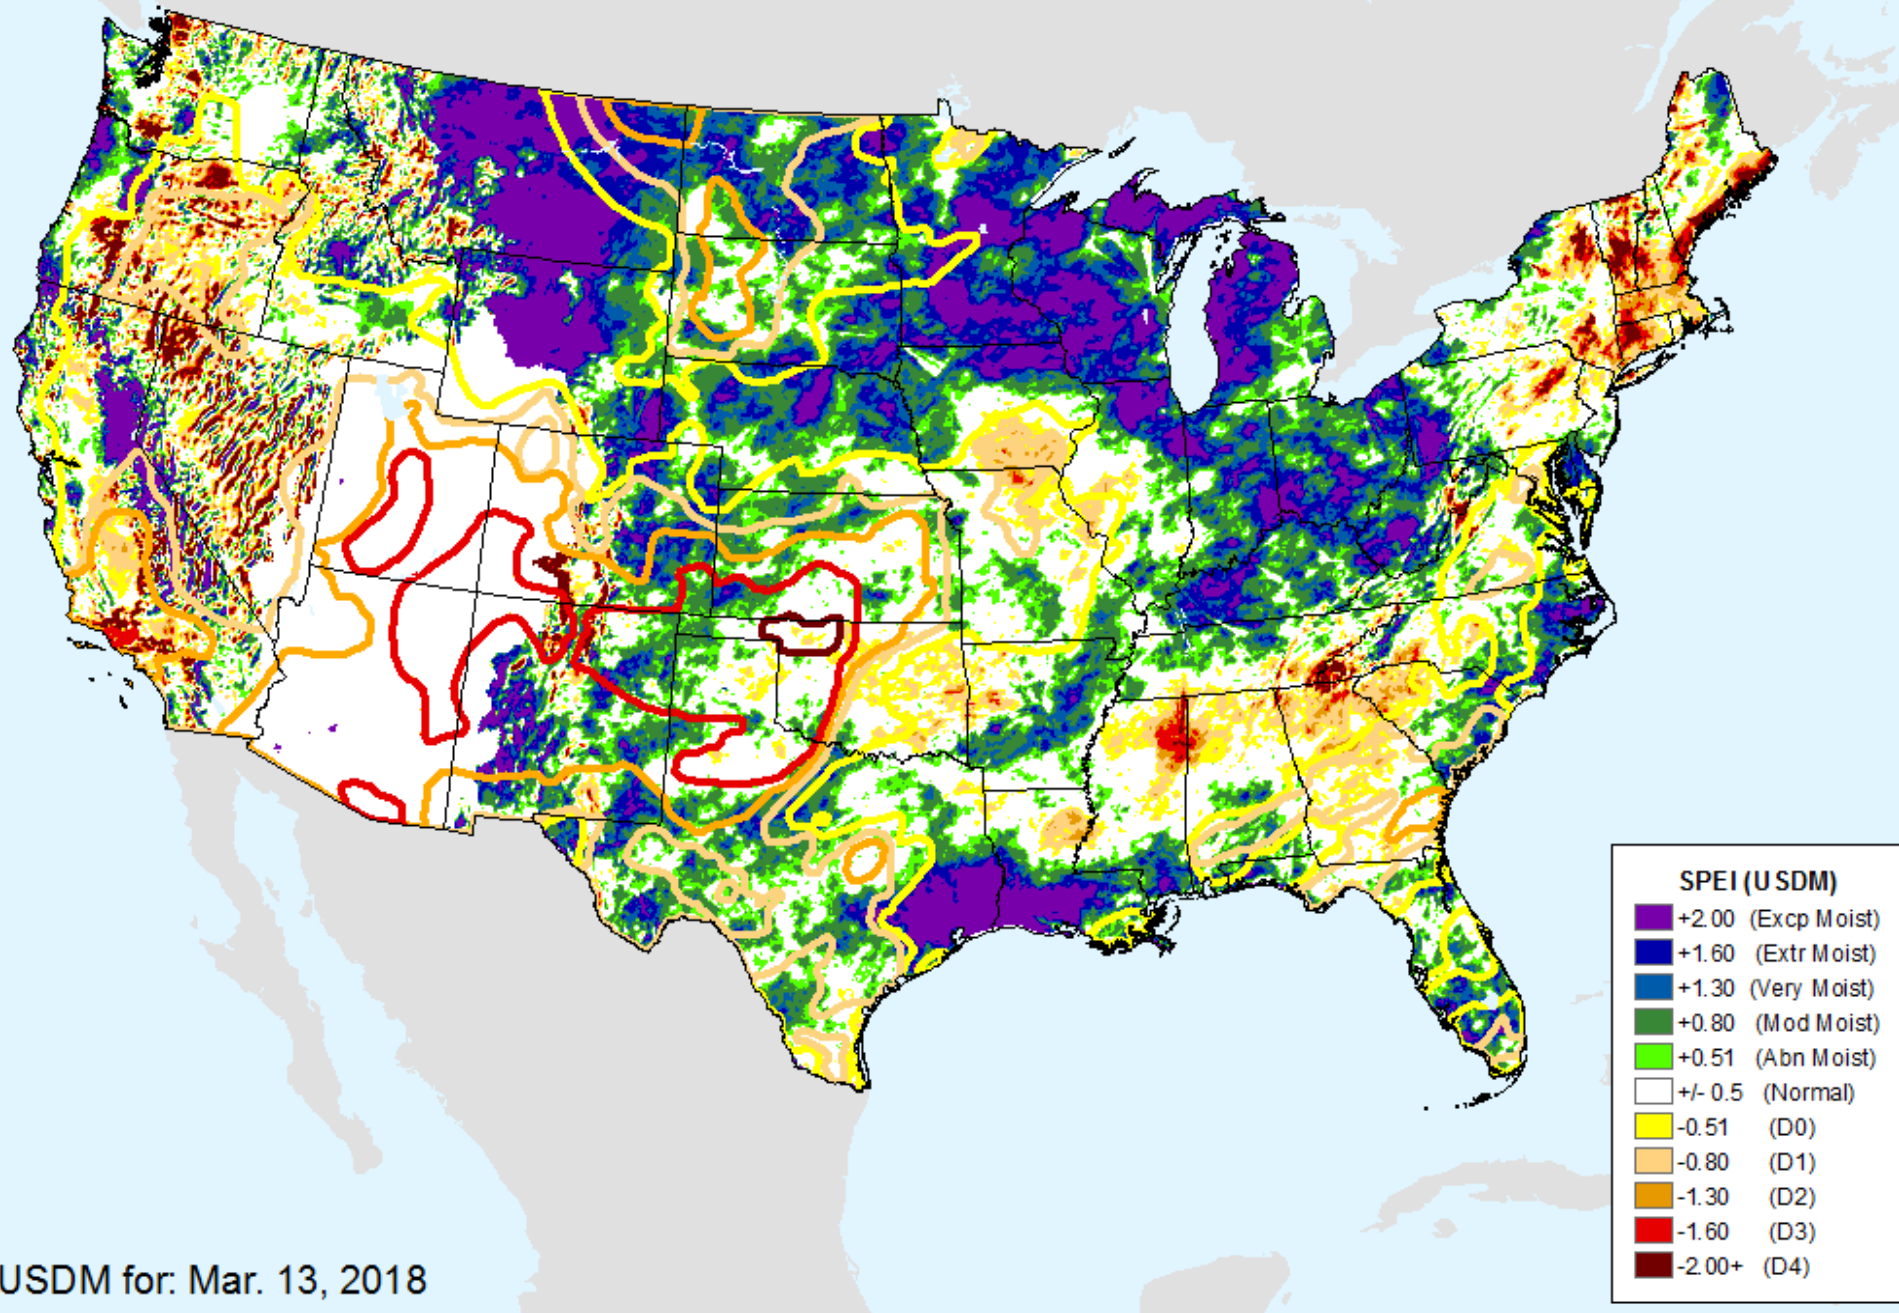 SPEI (USDM)
+2.00 (Excp Moist)
+1.60 (Extr Moist)
+1.30 (Very Moist)
+0.80 (Mod Moist)
+0.51 (Abn Moist)
+/- 0.5 (Normal)
-0.51 (D0)
-0.80 (D1)
-1.30 (D2)
-1.60 (D3)
-2.00+ (D4)
USDM for: Mar. 13, 2018